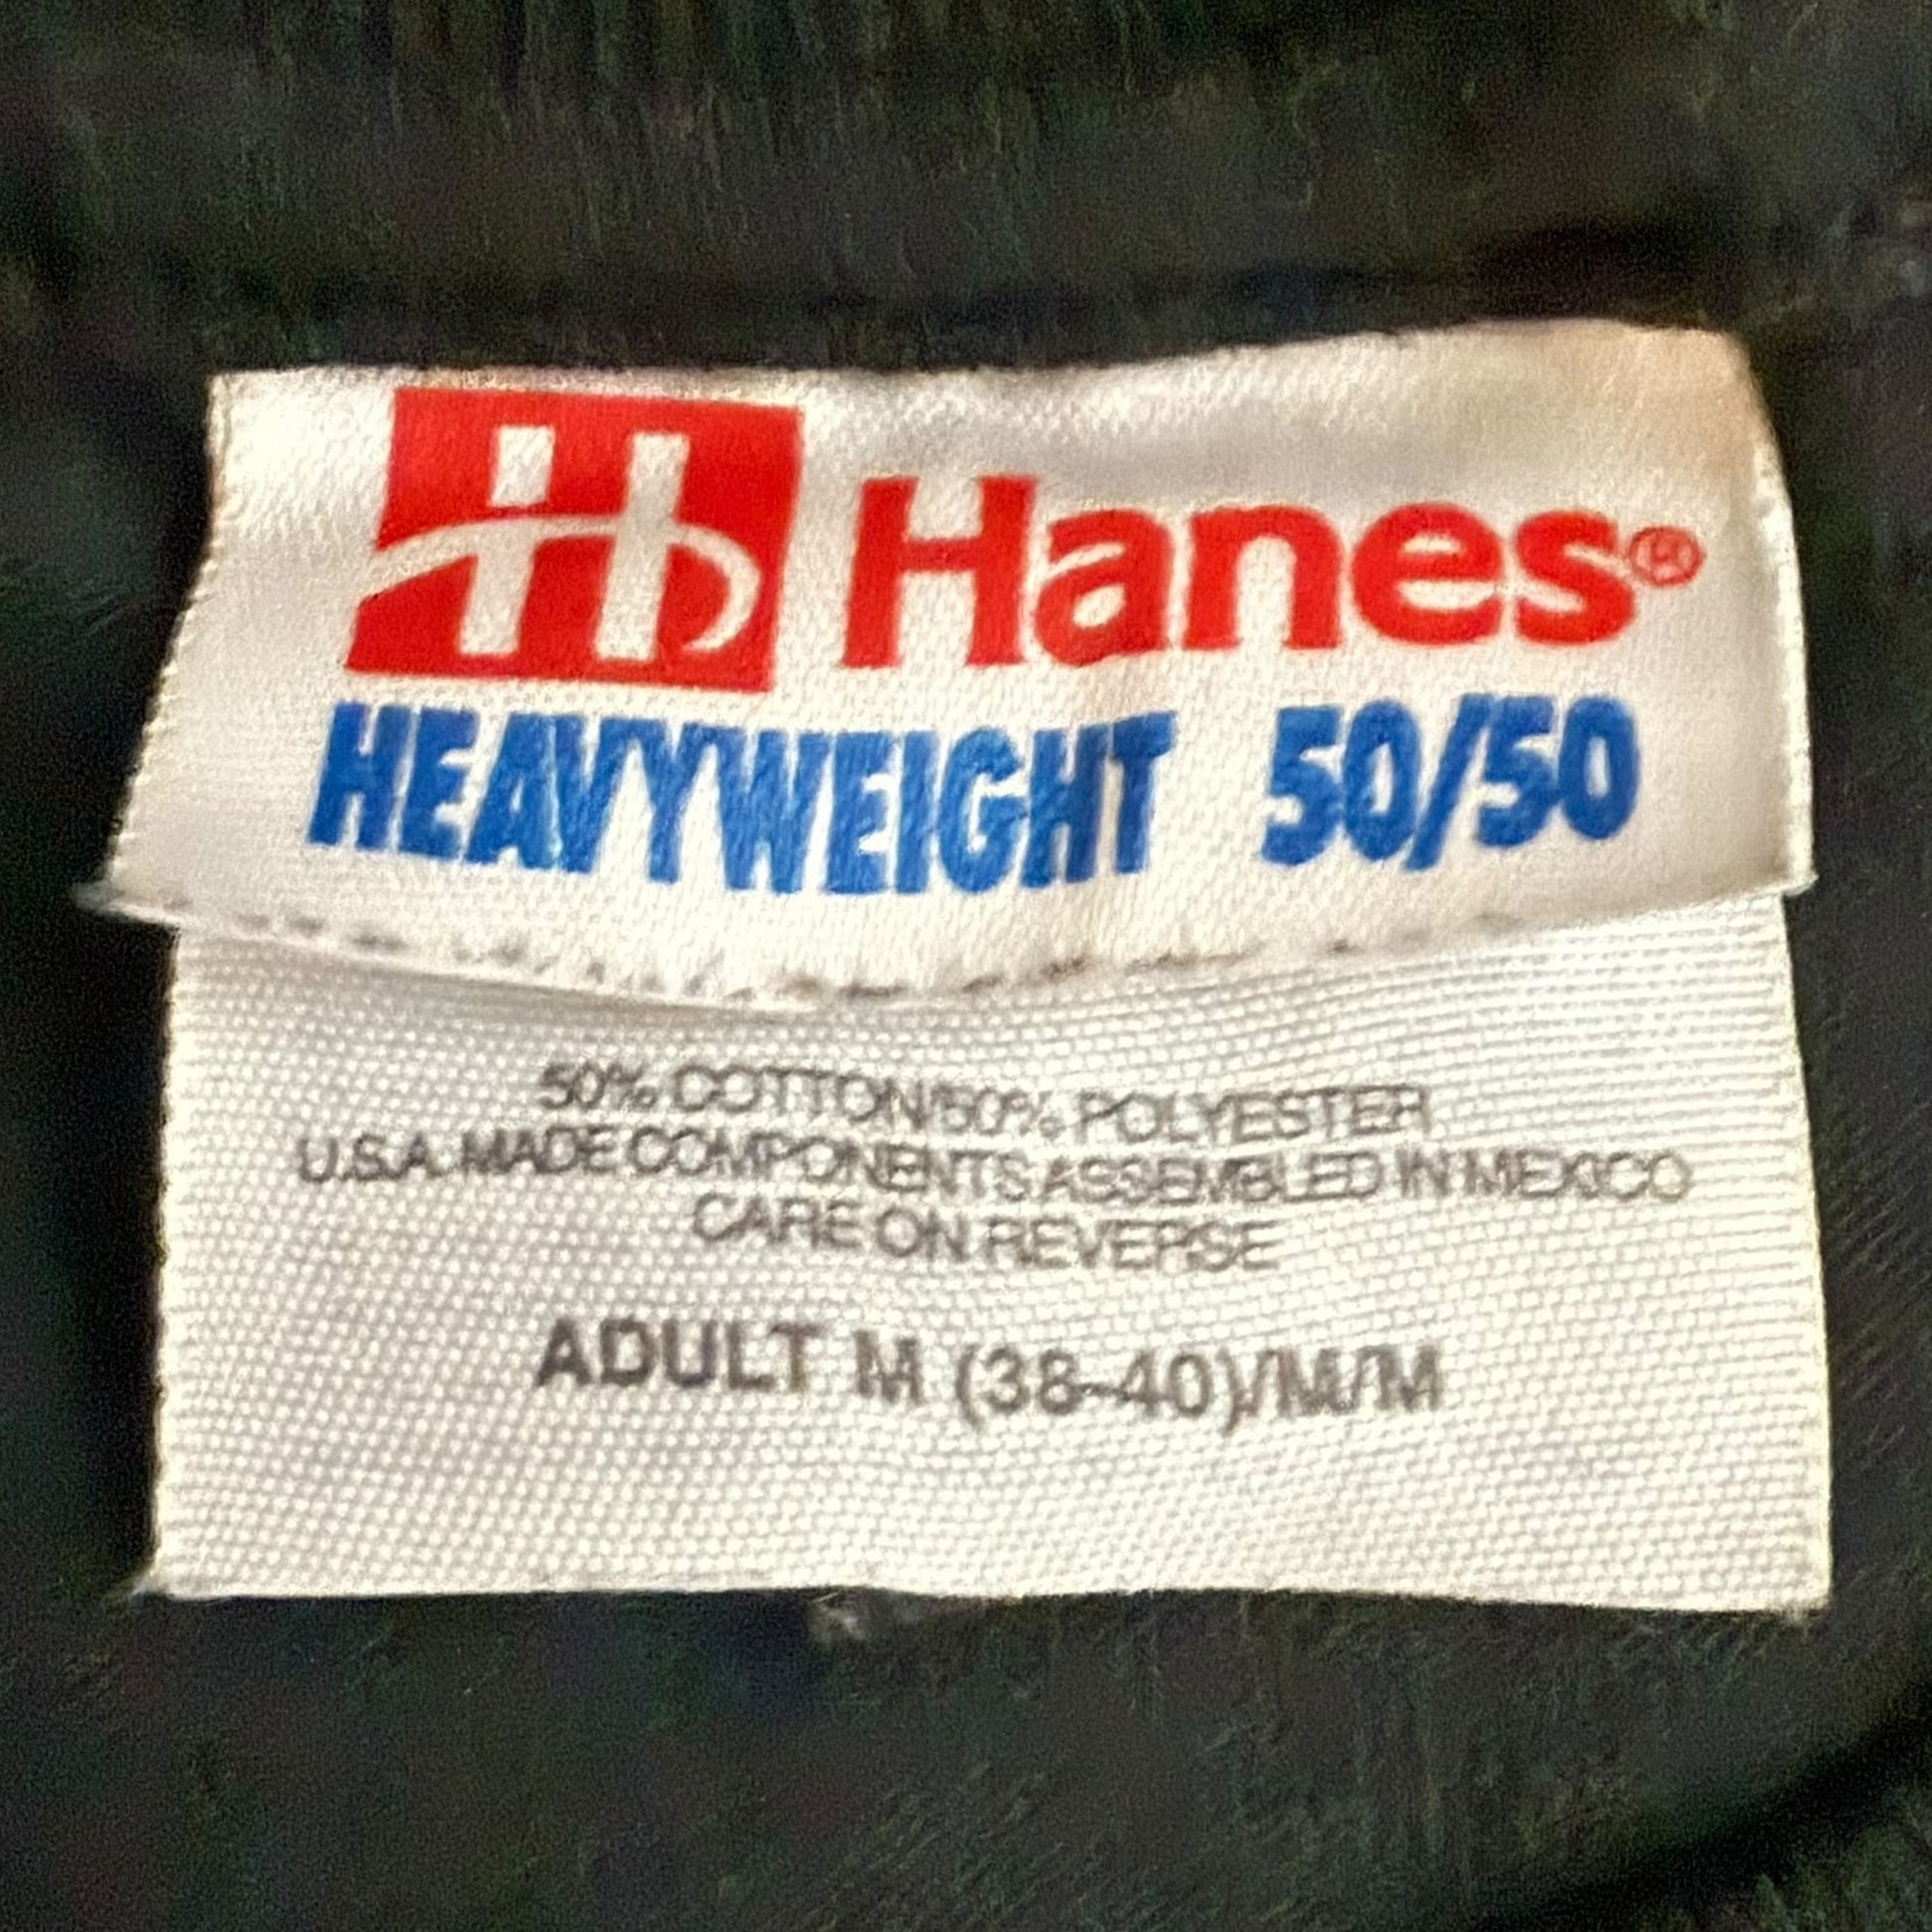 H Hanes®
HEAVYWEIGHT 50/50
50% COTTON/50% POLYESTER
U.S.A. MADE COMPONENTS ASSEMBLED IN MEXICO
CARE ON REVERSE
ADULT M (38-40)/M/M